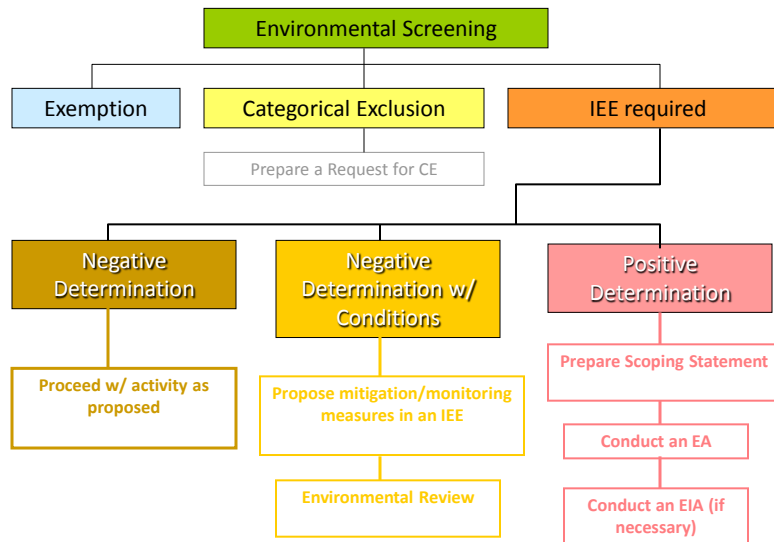 Environmental Screening
Exemption
Categorical Exclusion
IEE required
Prepare a Request for CE
Negative
Determination
Negative
Determination w/
Conditions
Positive
Determination
Proceed w/ activity as
proposed
Propose mitigation/monitoring
measures in an IEE
Environmental Review
Prepare Scoping Statement
Conduct an EA
Conduct an EIA (if
necessary)